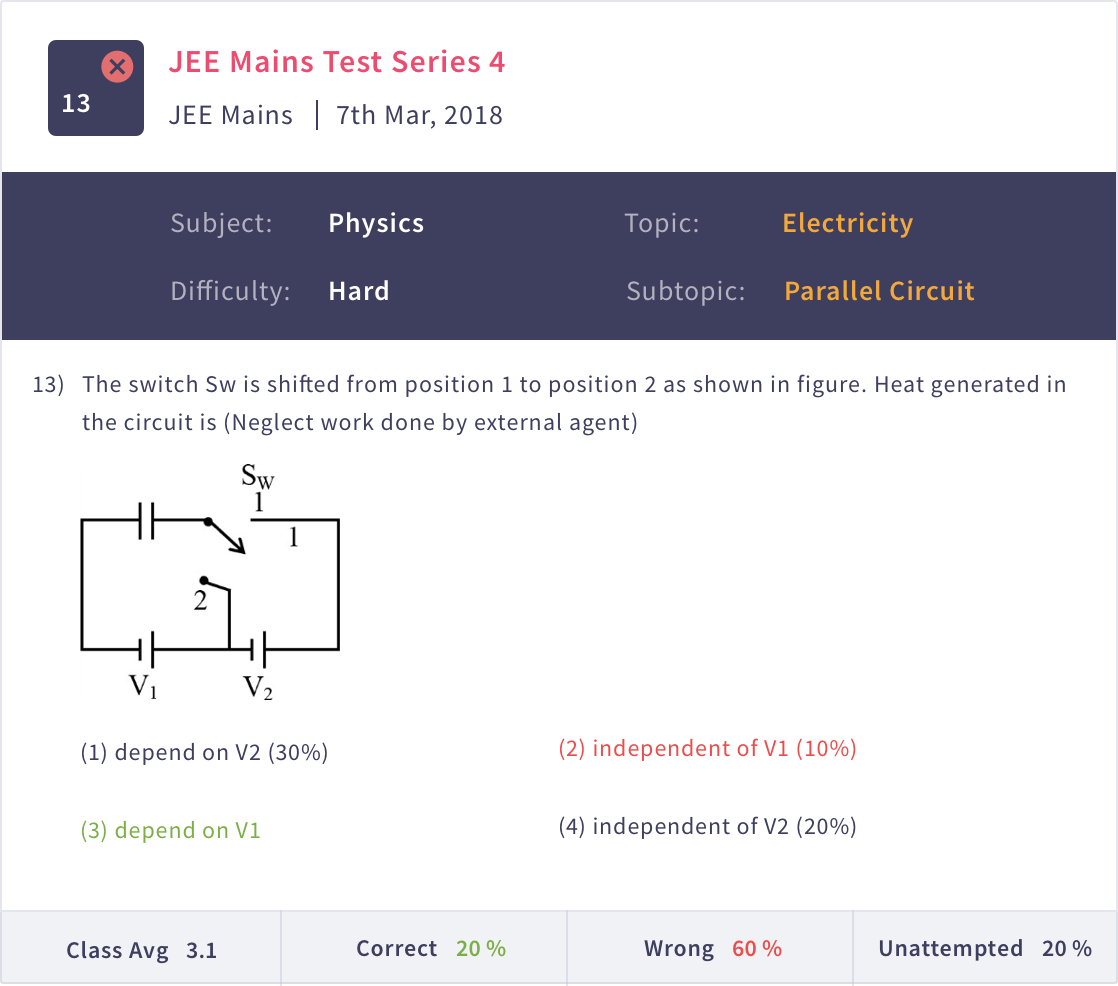 13
JEE Mains Test Series 4
JEE Mains | 7th Mar, 2018
Subject: Physics Topic: Electricity
Difficulty: Hard Subtopic: Parallel Circuit
13) The switch Sw is shifted from position 1 to position 2 as shown in figure. Heat generated in
the circuit is (Neglect work done by external agent)
Sw
1
1
2
V1 V2
(1) depend on V2 (30%) (2) independent of V1 (10%)
(3) depend on V1 (4) independent of V2 (20%)
Class Avg 3.1 Correct 20 % Wrong 60 % Unattempted 20 %